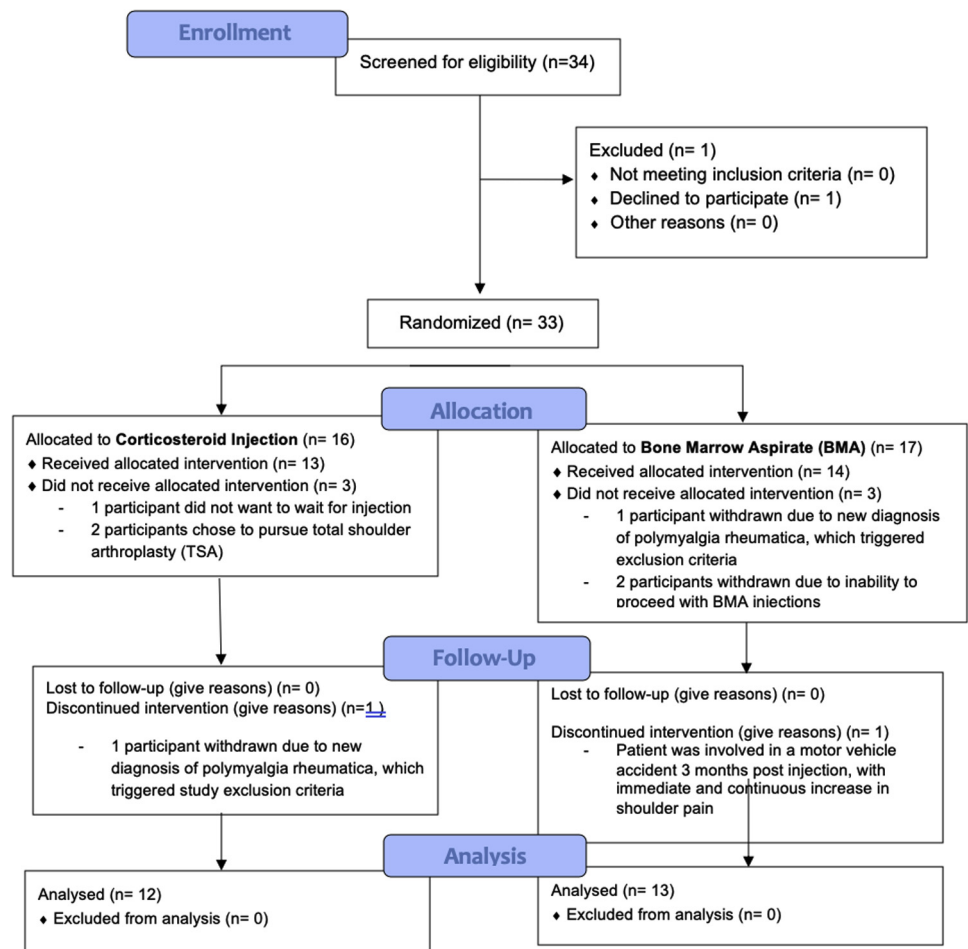 Enrollment
Screened for eligibility (n=34)
Excluded (n= 1)
♦ Not meeting inclusion criteria (n= 0)
♦ Declined to participate (n= 1)
♦ Other reasons (n= 0)
Randomized (n= 33)
Allocation
Allocated to Corticosteroid Injection (n= 16)
♦ Received allocated intervention (n= 13)
♦ Did not receive allocated intervention (n= 3)
- 1 participant did not want to wait for injection
- 2 participants chose to pursue total shoulder
arthroplasty (TSA)
Allocated to Bone Marrow Aspirate (BMA) (n= 17)
♦ Received allocated intervention (n= 14)
♦ Did not receive allocated intervention (n= 3)
- 1 participant withdrawn due to new diagnosis
of polymyalgia rheumatica, which triggered
exclusion criteria
- 2 participants withdrawn due to inability to
proceed with BMA injections
Follow-Up
Lost to follow-up (give reasons) (n= 0)
Discontinued intervention (give reasons) (n=1 )
- 1 participant withdrawn due to new
diagnosis of polymyalgia rheumatica, which
triggered study exclusion criteria
Lost to follow-up (give reasons) (n= 0)
Discontinued intervention (give reasons) (n= 1)
- Patient was involved in a motor vehicle
accident 3 months post injection, with
immediate and continuous increase in
shoulder pain
Analysis
Analysed (n= 12)
♦ Excluded from analysis (n= 0)
Analysed (n= 13)
♦ Excluded from analysis (n= 0)